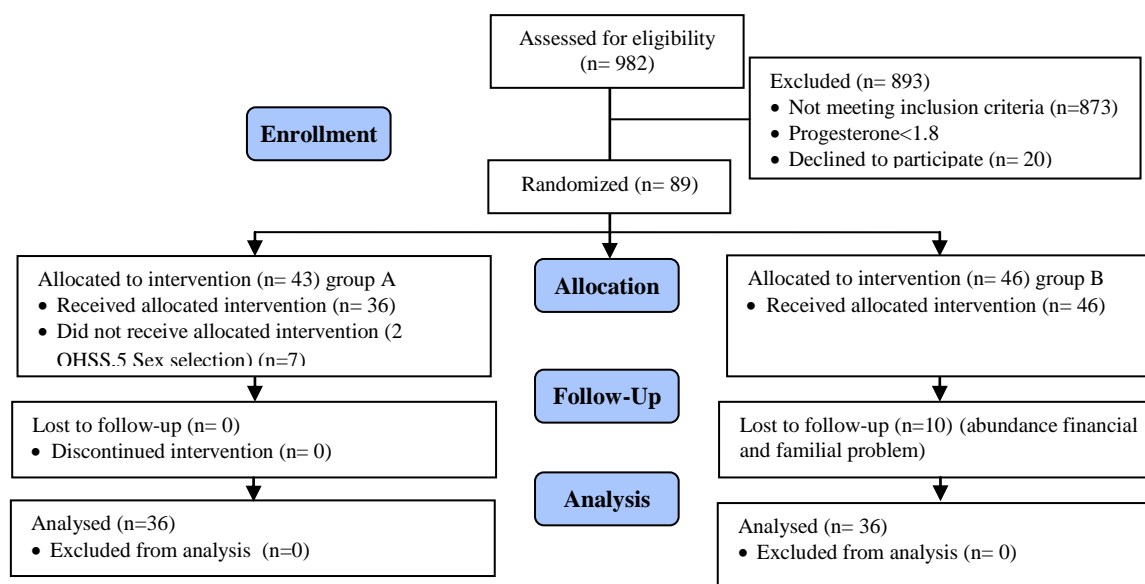 Assessed for eligibility
(n= 982)
Excluded (n= 893)
• Not meeting inclusion criteria (n=873)
• Progesterone<1.8
• Declined to participate (n= 20)
Enrollment
Randomized (n= 89)
Allocated to intervention (n= 43) group A
• Received allocated intervention (n= 36)
• Did not receive allocated intervention (2
OHSS.5 Sex selection) (n=7)
Allocation
Allocated to intervention (n= 46) group B
• Received allocated intervention (n= 46)
Follow-Up
Lost to follow-up (n= 0)
• Discontinued intervention (n= 0)
Lost to follow-up (n=10) (abundance financial
and familial problem)
Analysis
Analysed (n=36)
• Excluded from analysis (n=0)
Analysed (n= 36)
• Excluded from analysis (n= 0)